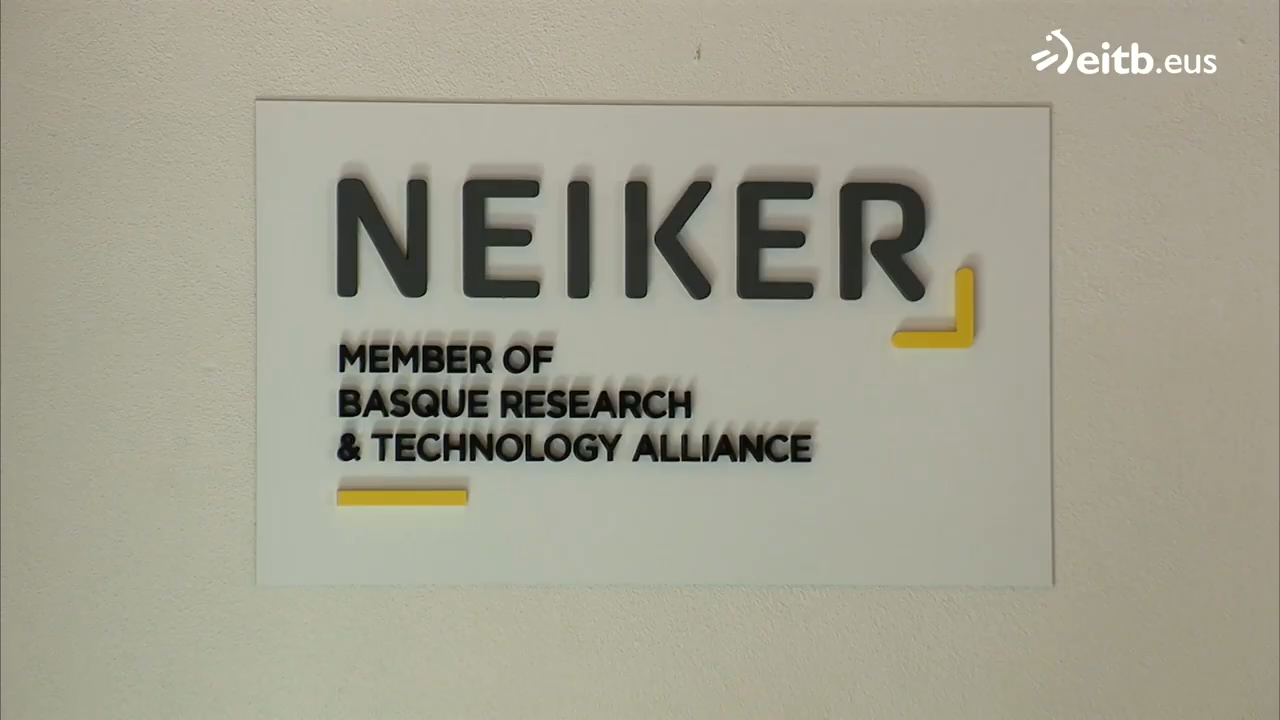 eitb.eus
NEIKER
MEMBER OF
BASQUE RESEARCH
& TECHNOLOGY ALLIANCE